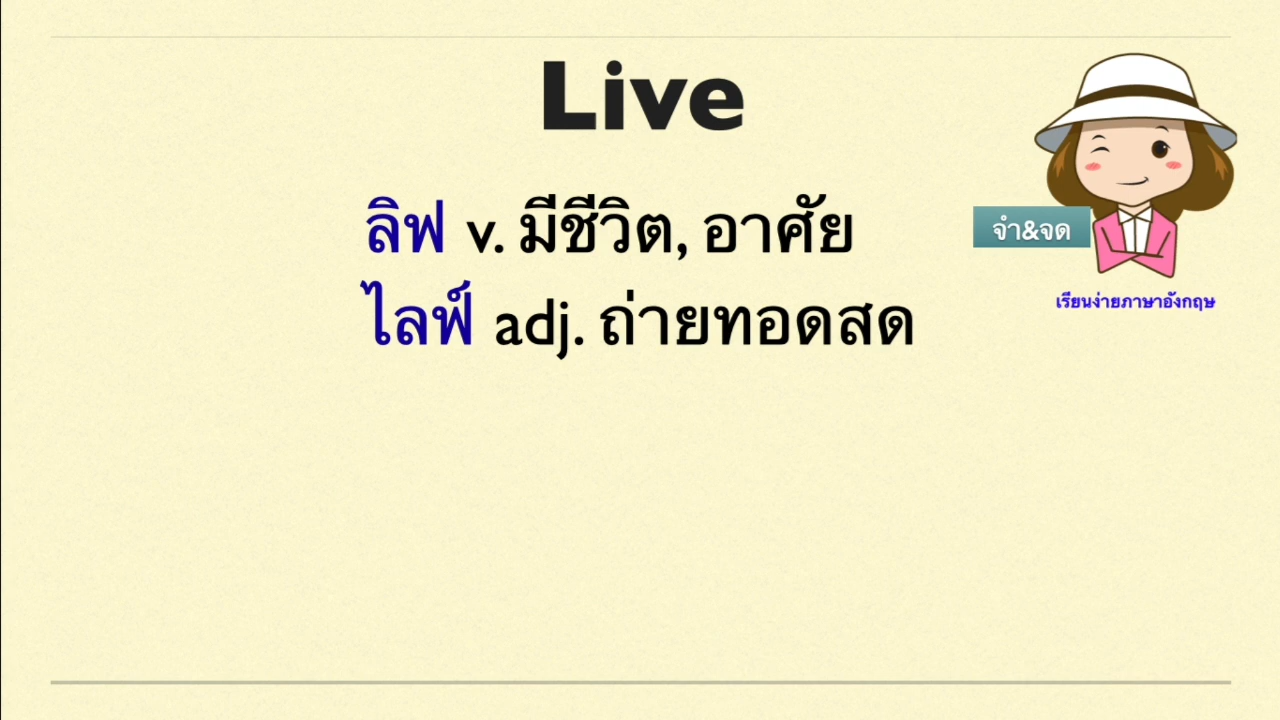 Live
ลิฟ v. มีชีวิต, อาศัย
ไลฟ์ adj. ถ่ายทอดสด
จำ&จด
เรียนง่ายภาษาอังกฤษ